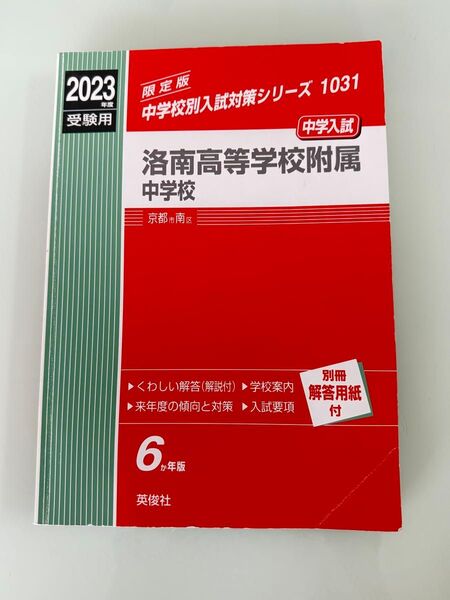 2023年度
受験用
限定版
中学校別入試対策シリーズ 1031
中学入試
洛南高等学校附属
中学校
京都市南区
▶くわしい解答(解説付) ▶学校案内
▶来年度の傾向と対策 ▶入試要項
別冊
解答用紙
付
6か年版
英俊社